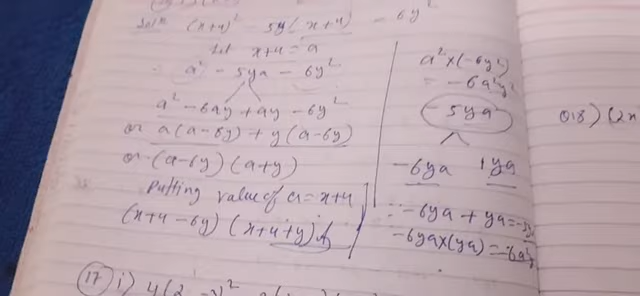 Soln (x+4)² - 5y(x+4) - 6y²
let x+4 = a
a² - 5ya - 6y²
a² - 6ay + ay - 6y²
or a(a-6y) + y(a-6y)
or (a-6y) (a+y)
Putting value of a = x+4
(x+4-6y) (x+4+y)
a² x (-6y²)
= -6a²y²
- 5ya
-6ya +ya
∵ -6ya + ya = -5ya
-6ya x (ya) = -6a²y²
Q18) (2x
17) i)